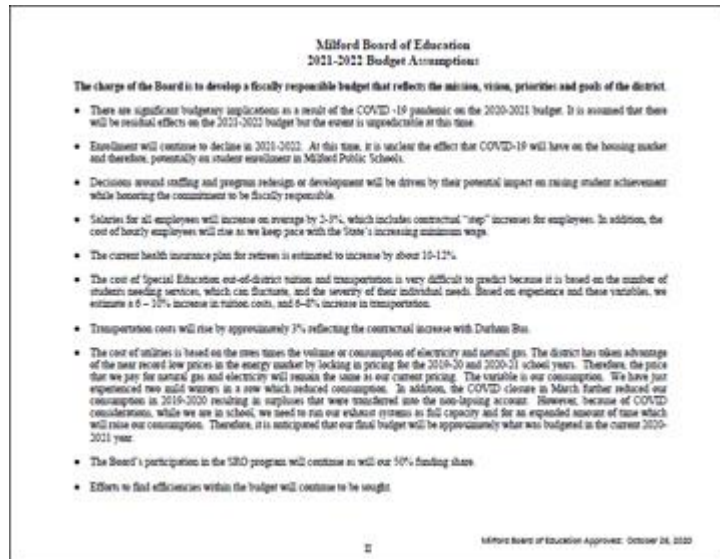 Milford Board of Education
2021-2022 Budget Assumptions
The charge of the Board is to develop a fiscally responsible budget that reflects the mission, vision, priorities and goals of the district.
• There are significant budgetary implications as a result of the COVID -19 pandemic on the 2020-2021 budget. It is assumed that there
will be residual effects on the 2021-2022 budget but the extent is unpredictable at this time.
• Enrollment will continue to decline in 2021-2022. At this time, it is unclear the effect that COVID-19 will have on the housing market
and therefore, potentially on student enrollment in Milford Public Schools.
• Decisions around staffing and program redesign or development will be driven by their potential impact on raising student achievement
while honoring the commitment to be fiscally responsible.
• Salaries for all employees will increase on average by 2-3%, which includes contractual "step" increases for employees. In addition, the
cost of hourly employees will rise as we keep pace with the State's increasing minimum wage.
• The current health insurance plan for retirees is estimated to increase by about 10-12%.
• The cost of Special Education out-of-district tuition and transportation is very difficult to predict because it is based on the number of
students needing services, which can fluctuate, and the severity of their individual needs. Based on experience and these variables, we
estimate a 6 – 10% increase in tuition costs, and 6–8% increase in transportation.
• Transportation costs will rise by approximately 3% reflecting the contractual increase with Durham Bus.
• The cost of utilities is based on the rates times the volume or consumption of electricity and natural gas. The district has taken advantage
of the near record low prices in the energy market by locking in pricing for the 2019-20 and 2020-21 school years. Therefore, the price
that we pay for natural gas and electricity will remain the same as our current pricing. The variable is our consumption. We have just
experienced two mild winters in a row which reduced consumption. In addition, the COVID closure in March further reduced our
consumption in 2019-2020 resulting in surpluses that were transferred into the non-lapsing account. However, because of COVID
considerations, while we are in school, we need to run our exhaust systems at full capacity and for an expanded amount of time which
will raise our consumption. Therefore, it is anticipated that our final budget will be approximately what was budgeted in the current 2020-
2021 year.
• The Board's participation in the SRO program will continue as will our 50% funding share.
• Efforts to find efficiencies within the budget will continue to be sought.
II
Milford Board of Education Approved: October 26, 2020